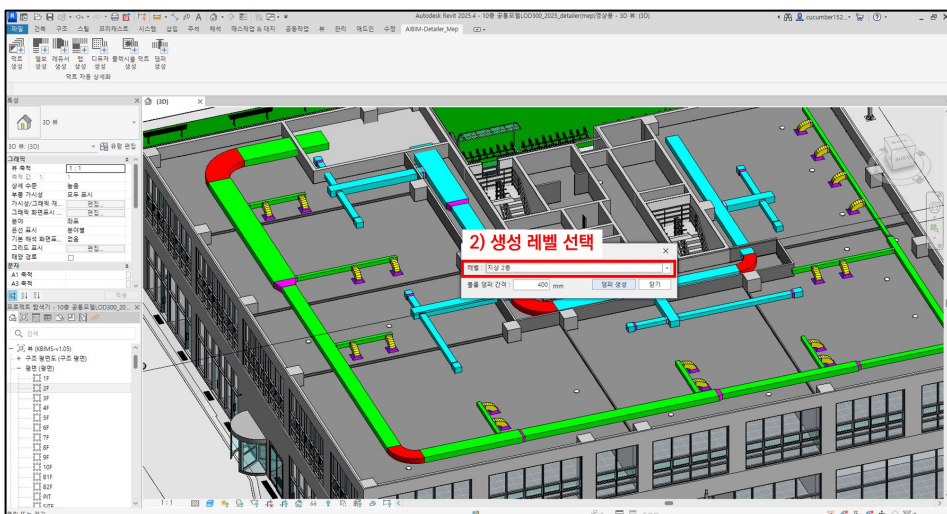 Autodesk Revit 2025.4 - 10층 공통모델LOD300_2025_detailer(mep)영상용 - 3D 뷰: {3D}
cucumber152...
파일 건축 구조 스틸 프리캐스트 시스템 삽입 주석 해석 매스작업 & 대지 공동작업 뷰 관리 애드인 수정 AIBIM-Detailer_Mep
덕트 생성
엘보 생성
레듀서 생성
탭 생성
디퓨저 생성
플렉시블 덕트 생성
댐퍼 생성
덕트 자동 상세화
특성
{3D}
3D 뷰
3D 뷰: {3D}
유형 편집
그래픽
뷰 축척 1 : 1
축척 값 1: 1
상세 수준 높음
부품 가시성 모두 표시
가시성/그래픽 재... 편집...
그래픽 화면표시 ... 편집...
분야 좌표
은선 표시 분야별
기본 해석 화면표... 없음
그리드 표시 편집...
태양 경로
문자
A1 축척
A3 축척
적용
프로젝트 탐색기 - 10층 공통모델LOD300_20...
검색
뷰 (KBIMS-v1.05)
구조 평면도 (구조 평면)
평면 (평면)
1F
2F
3F
4F
5F
6F
7F
8F
9F
10F
B1F
B2F
PIT
SITE
2) 생성 레벨 선택
레벨 : 지상 2층
볼륨 댐퍼 간격 : 400 mm
댐퍼 생성
닫기
1 : 1